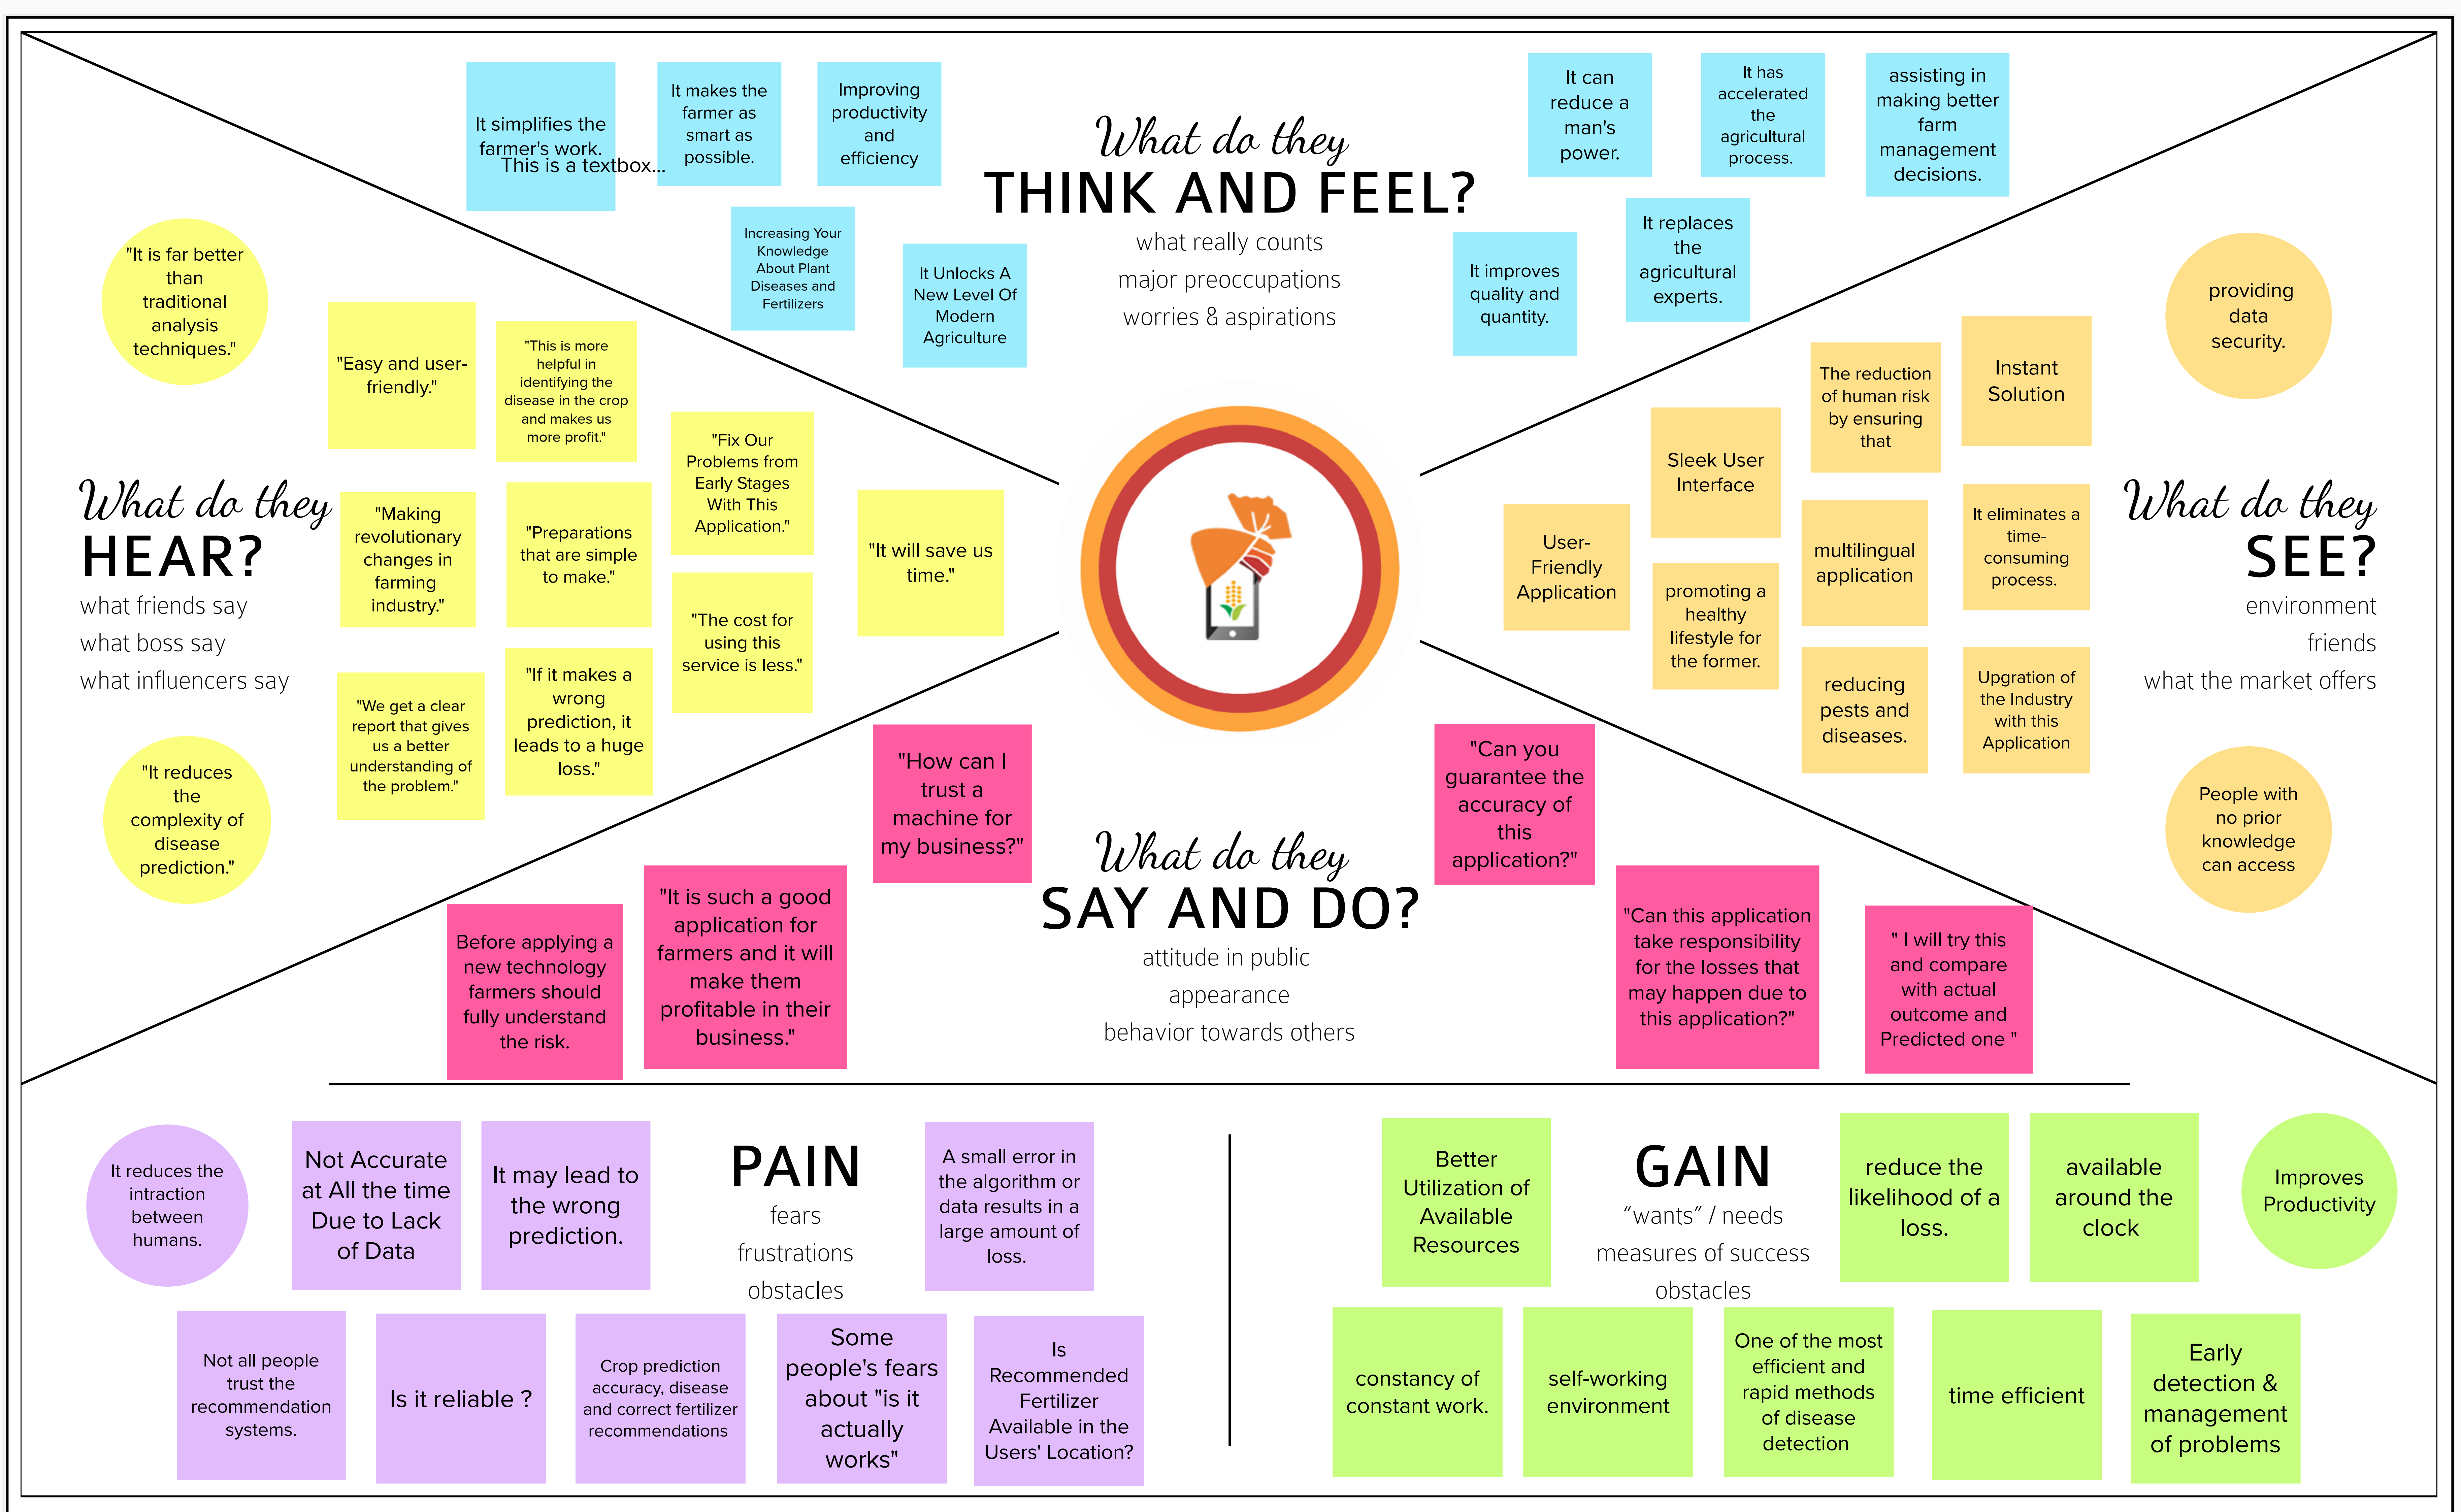 It simplifies the
farmer's work.
This is a textbox...
It makes the
farmer as
smart as
possible.
Improving
productivity
and
efficiency
Increasing Your
Knowledge
About Plant
Diseases and
Fertilizers
It Unlocks A
New Level Of
Modern
Agriculture
What do they
THINK AND FEEL?
what really counts
major preoccupations
worries & aspirations
It can
reduce a
man's
power.
It has
accelerated
the
agricultural
process.
assisting in
making better
farm
management
decisions.
It improves
quality and
quantity.
It replaces
the
agricultural
experts.
"It is far better
than
traditional
analysis
techniques."
"Easy and user-
friendly."
"This is more
helpful in
identifying the
disease in the crop
and makes us
more profit."
"Fix Our
Problems from
Early Stages
With This
Application."
"It will save us
time."
What do they
HEAR?
what friends say
what boss say
what influencers say
"Making
revolutionary
changes in
farming
industry."
"Preparations
that are simple
to make."
"The cost for
using this
service is less."
"We get a clear
report that gives
us a better
understanding of
the problem."
"If it makes a
wrong
prediction, it
leads to a huge
loss."
"It reduces
the
complexity of
disease
prediction."
providing
data
security.
The reduction
of human risk
by ensuring
that
Instant
Solution
Sleek User
Interface
User-
Friendly
Application
multilingual
application
It eliminates a
time-
consuming
process.
promoting a
healthy
lifestyle for
the former.
reducing
pests and
diseases.
Upgration of
the Industry
with this
Application
What do they
SEE?
environment
friends
what the market offers
People with
no prior
knowledge
can access
"How can I
trust a
machine for
my business?"
"Can you
guarantee the
accuracy of
this
application?"
What do they
SAY AND DO?
attitude in public
appearance
behavior towards others
Before applying a
new technology
farmers should
fully understand
the risk.
"It is such a good
application for
farmers and it will
make them
profitable in their
business."
"Can this application
take responsibility
for the losses that
may happen due to
this application?"
" I will try this
and compare
with actual
outcome and
Predicted one "
It reduces the
intraction
between
humans.
Not Accurate
at All the time
Due to Lack
of Data
It may lead to
the wrong
prediction.
PAIN
fears
frustrations
obstacles
A small error in
the algorithm or
data results in a
large amount of
loss.
Not all people
trust the
recommendation
systems.
Is it reliable ?
Crop prediction
accuracy, disease
and correct fertilizer
recommendations
Some
people's fears
about "is it
actually
works"
Is
Recommended
Fertilizer
Available in the
Users' Location?
Better
Utilization of
Available
Resources
GAIN
"wants" / needs
measures of success
obstacles
reduce the
likelihood of a
loss.
available
around the
clock
Improves
Productivity
constancy of
constant work.
self-working
environment
One of the most
efficient and
rapid methods
of disease
detection
time efficient
Early
detection &
management
of problems